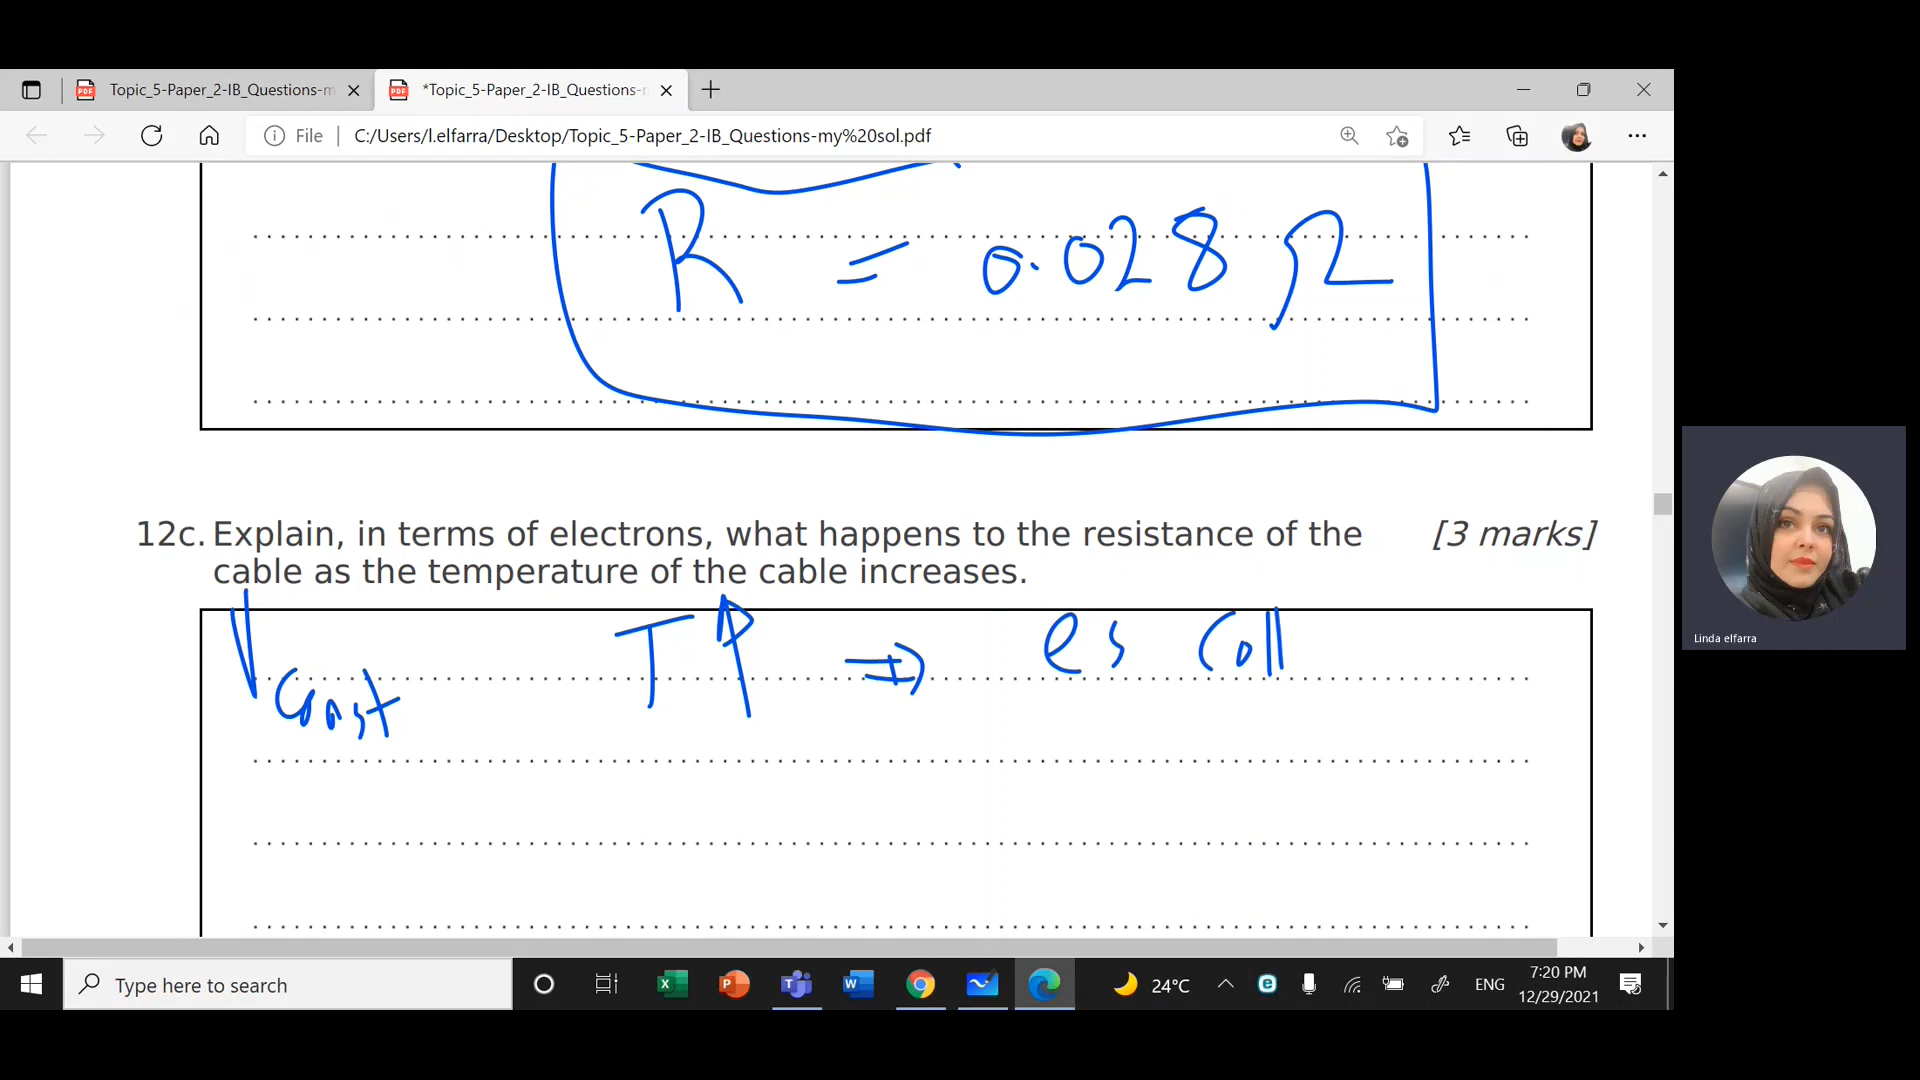 Topic_5-Paper_2-IB_Questions-m
*Topic_5-Paper_2-IB_Questions-m
File
C:/Users/l.elfarra/Desktop/Topic_5-Paper_2-IB_Questions-my%20sol.pdf
R = 0.028 Ω
12c. Explain, in terms of electrons, what happens to the resistance of the [3 marks]
cable as the temperature of the cable increases.
T ↑ ⇒ es coll
const
Linda elfarra
Type here to search
24°C
ENG
7:20 PM
12/29/2021